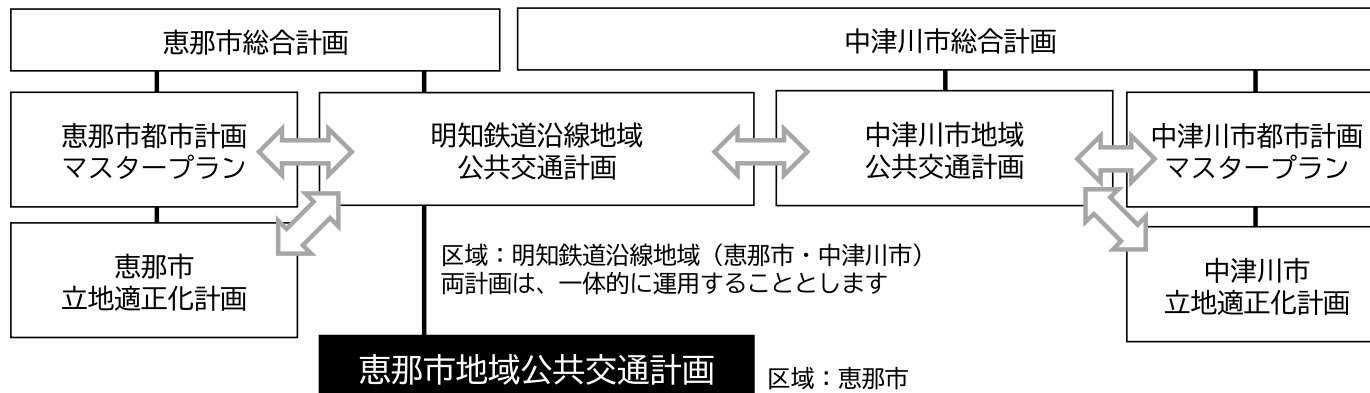 恵那市総合計画
中津川市総合計画
恵那市都市計画
マスタープラン
明知鉄道沿線地域
公共交通計画
中津川市地域
公共交通計画
中津川市都市計画
マスタープラン
恵那市
立地適正化計画
区域：明知鉄道沿線地域（恵那市・中津川市）
両計画は、一体的に運用することとします
中津川市
立地適正化計画
恵那市地域公共交通計画
区域：恵那市